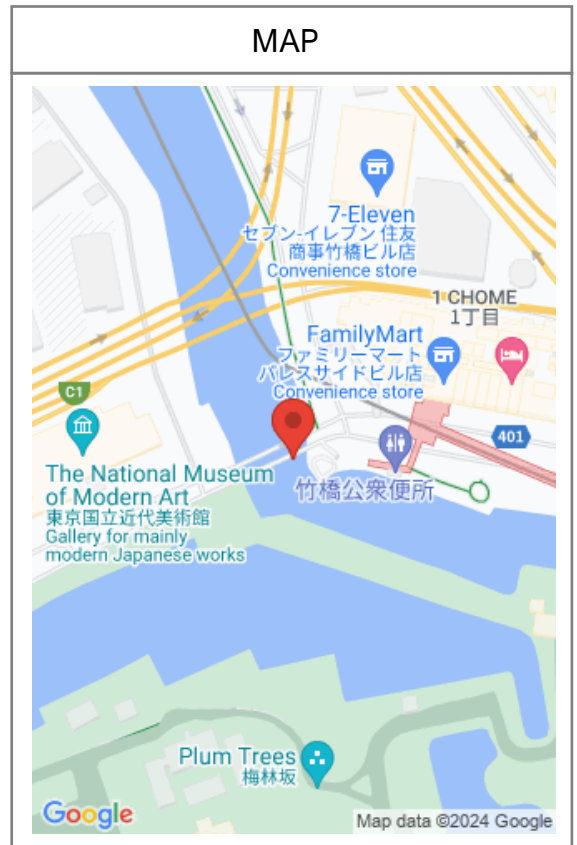 MAP
7-Eleven
セブン-イレブン 住友
商事竹橋ビル店
Convenience store
1 CHOME
1丁目
FamilyMart
ファミリーマート
パレスサイドビル店
Convenience store
C1
401
The National Museum
of Modern Art
東京国立近代美術館
Gallery for mainly
modern Japanese works
竹橋公衆便所
Plum Trees
梅林坂
Google
Map data ©2024 Google